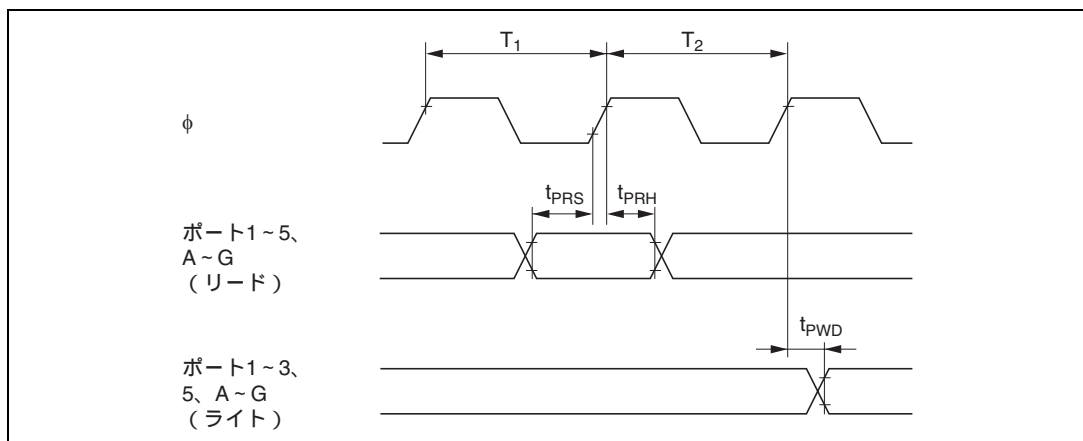 T1
T2
φ
tPRS
tPRH
ポート1～5、
A～G
（リード）
tPWD
ポート1～3、
5、A～G
（ライト）